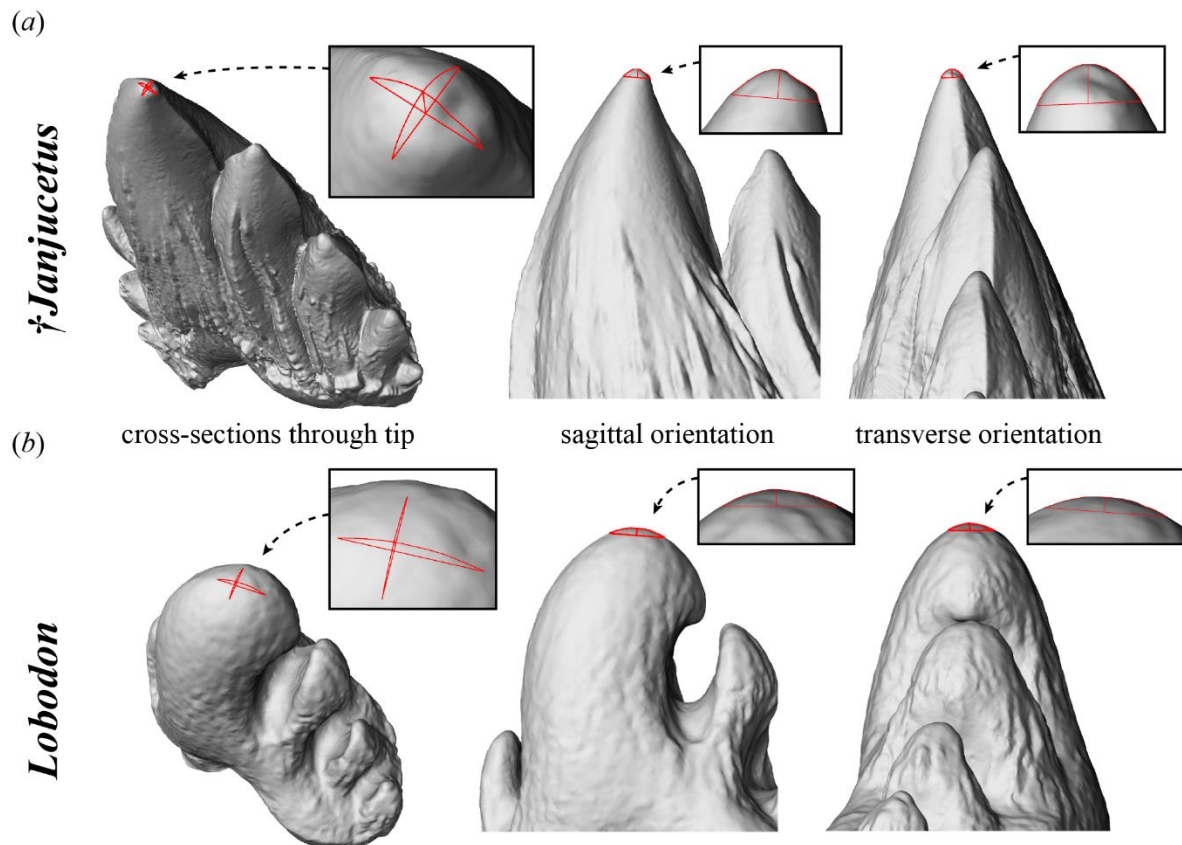 (a)
†Janjucetus
cross-sections through tip
sagittal orientation
transverse orientation
(b)
Lobodon